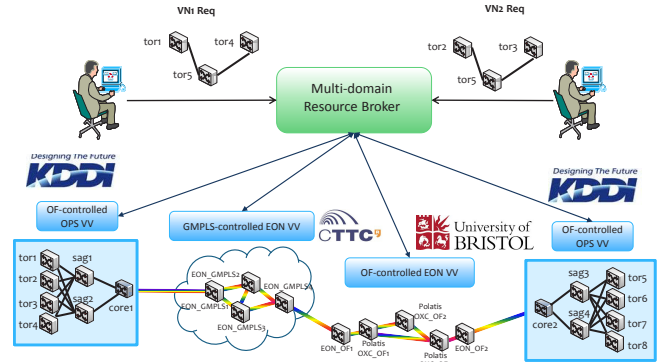 VN1 Req
VN2 Req
tor1
tor4
tor5
tor2
tor3
tor5
Multi-domain
Resource Broker
Designing The Future
KDDI
Designing The Future
KDDI
OF-controlled
OPS VV
GMPLS-controlled EON VV
CTTC
University of
BRISTOL
OF-controlled
OPS VV
OF-controlled EON VV
tor1
tor2
tor3
tor4
sag1
sag2
core1
EON_GMPLS2
EON_GMPLS1
EON_GMPLS3
Polatis
OXC_OF2
EON_OF1
Polatis
OXC_OF1
Polatis
EON_OF2
core2
sag3
sag4
tor5
tor6
tor7
tor8